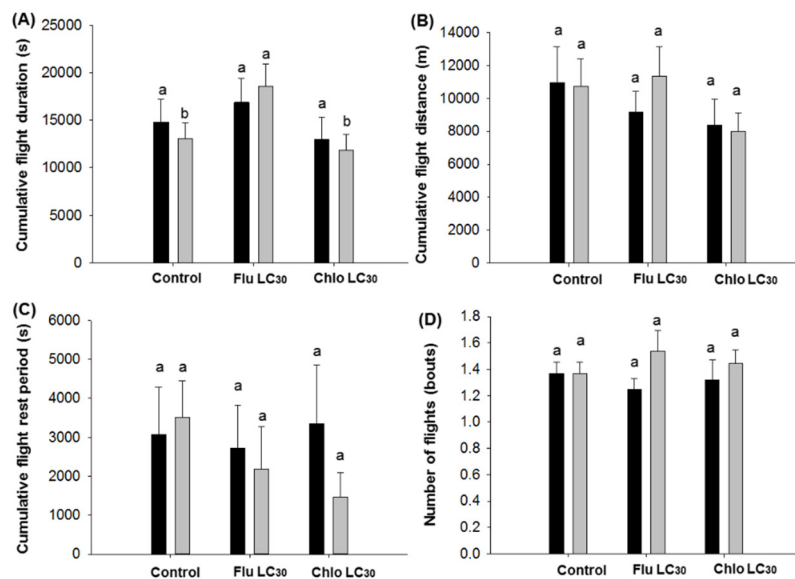 (A)
Cumulative flight duration (s)
25000
20000
15000
10000
5000
0
a
b
a
a
a
b
Control
Flu LC30
Chlo LC30
(B)
Cumulative flight distance (m)
14000
12000
10000
8000
6000
4000
2000
0
a
a
a
a
a
a
Control
Flu LC30
Chlo LC30
(C)
Cumulative flight rest period (s)
6000
5000
4000
3000
2000
1000
0
a
a
a
a
a
a
Control
Flu LC30
Chlo LC30
(D)
Number of flights (bouts)
1.8
1.6
1.4
1.2
1.0
0.8
0.6
0.4
0.2
0.0
a
a
a
a
a
a
Control
Flu LC30
Chlo LC30